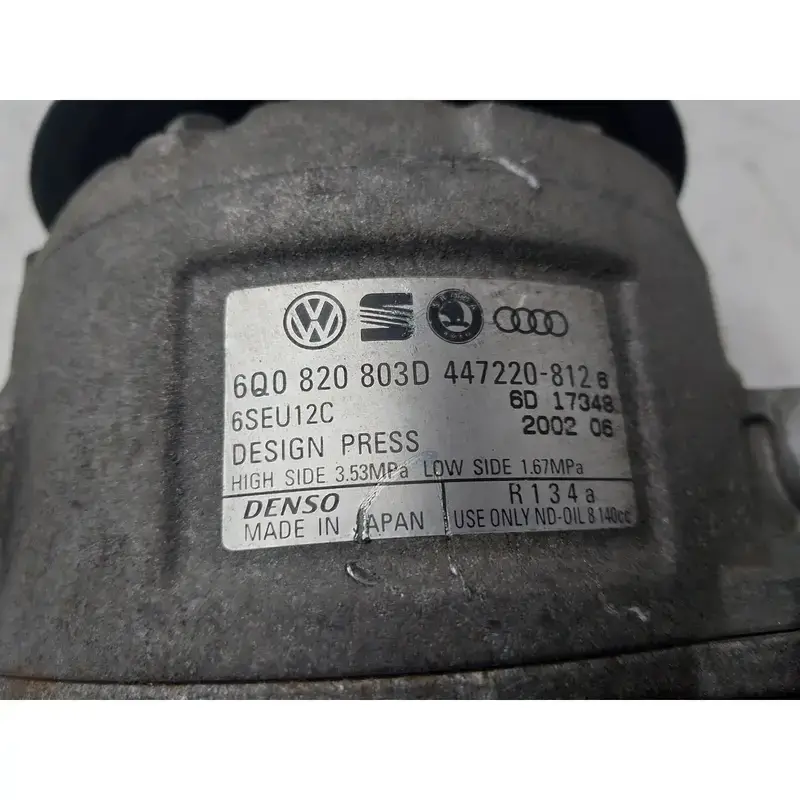 6Q0 820 803D 447220-8126
6SEU12C 6D 17348
2002 06
DESIGN PRESS
HIGH SIDE 3.53MPa LOW SIDE 1.67MPa
DENSO R134a
MADE IN JAPAN USE ONLY ND-OIL 8 140cc